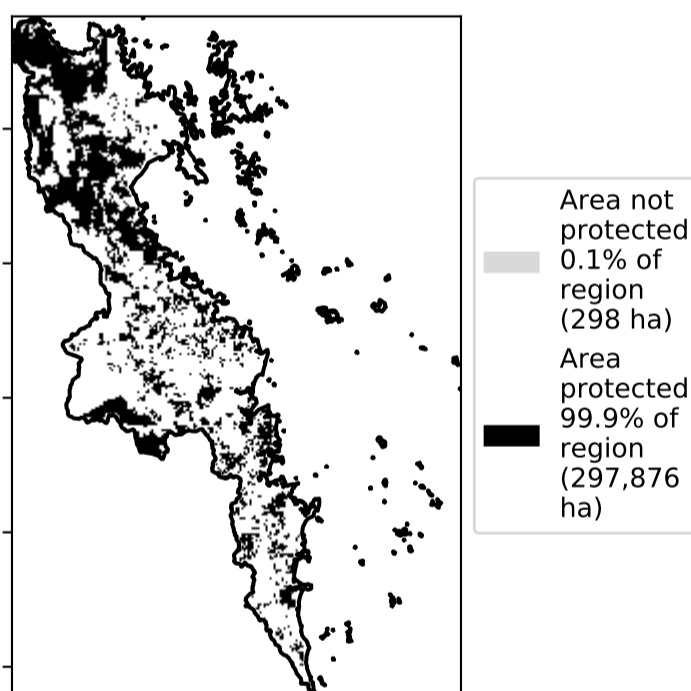 Area not
protected
0.1% of
region
(298 ha)
Area
protected
99.9% of
region
(297,876
ha)